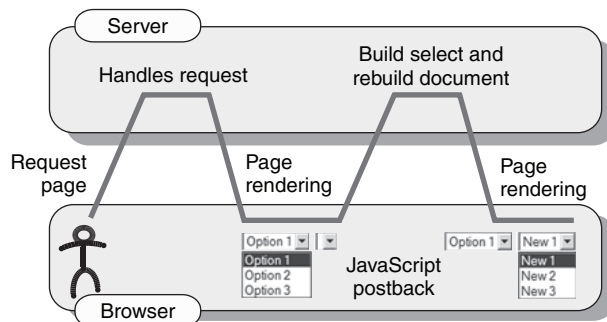 Server
Handles request
Build select and
rebuild document
Request
page
Page
rendering
Page
rendering
Option 1
Option 1
Option 2
Option 3
JavaScript
postback
Option 1 New 1
New 1
New 2
New 3
Browser